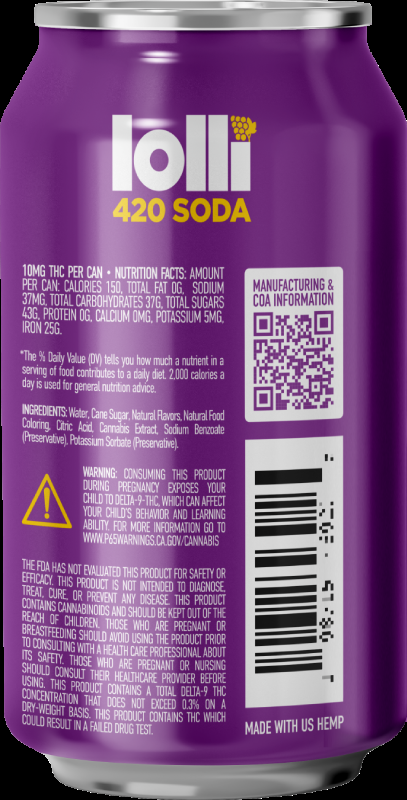 lolli
420 SODA
10MG THC PER CAN • NUTRITION FACTS: AMOUNT
PER CAN: CALORIES 150, TOTAL FAT 0G, SODIUM
37MG, TOTAL CARBOHYDRATES 37G, TOTAL SUGARS
43G, PROTEIN 0G, CALCIUM 0MG, POTASSIUM 5MG,
IRON 25G.
*The % Daily Value (DV) tells you how much a nutrient in a
serving of food contributes to a daily diet. 2,000 calories a
day is used for general nutrition advice.
INGREDIENTS: Water, Cane Sugar, Natural Flavors, Natural Food
Coloring, Citric Acid, Cannabis Extract, Sodium Benzoate
(Preservative), Potassium Sorbate (Preservative).
WARNING: CONSUMING THIS PRODUCT
DURING PREGNANCY EXPOSES YOUR
CHILD TO DELTA-9-THC, WHICH CAN AFFECT
YOUR CHILD'S BEHAVIOR AND LEARNING
ABILITY. FOR MORE INFORMATION GO TO
WWW.P65WARNINGS.CA.GOV/CANNABIS
THE FDA HAS NOT EVALUATED THIS PRODUCT FOR SAFETY OR
EFFICACY. THIS PRODUCT IS NOT INTENDED TO DIAGNOSE,
TREAT, CURE, OR PREVENT ANY DISEASE. THIS PRODUCT
CONTAINS CANNABINOIDS AND SHOULD BE KEPT OUT OF THE
REACH OF CHILDREN. THOSE WHO ARE PREGNANT OR
BREASTFEEDING SHOULD AVOID USING THE PRODUCT PRIOR
TO CONSULTING WITH A HEALTH CARE PROFESSIONAL ABOUT
ITS SAFETY. THOSE WHO ARE PREGNANT OR NURSING
SHOULD CONSULT THEIR HEALTHCARE PROVIDER BEFORE
USING. THIS PRODUCT CONTAINS A TOTAL DELTA-9 THC
CONCENTRATION THAT DOES NOT EXCEED 0.3% ON A
DRY-WEIGHT BASIS. THIS PRODUCT CONTAINS THC WHICH
COULD RESULT IN A FAILED DRUG TEST.
MANUFACTURING &
COA INFORMATION
MADE WITH US HEMP